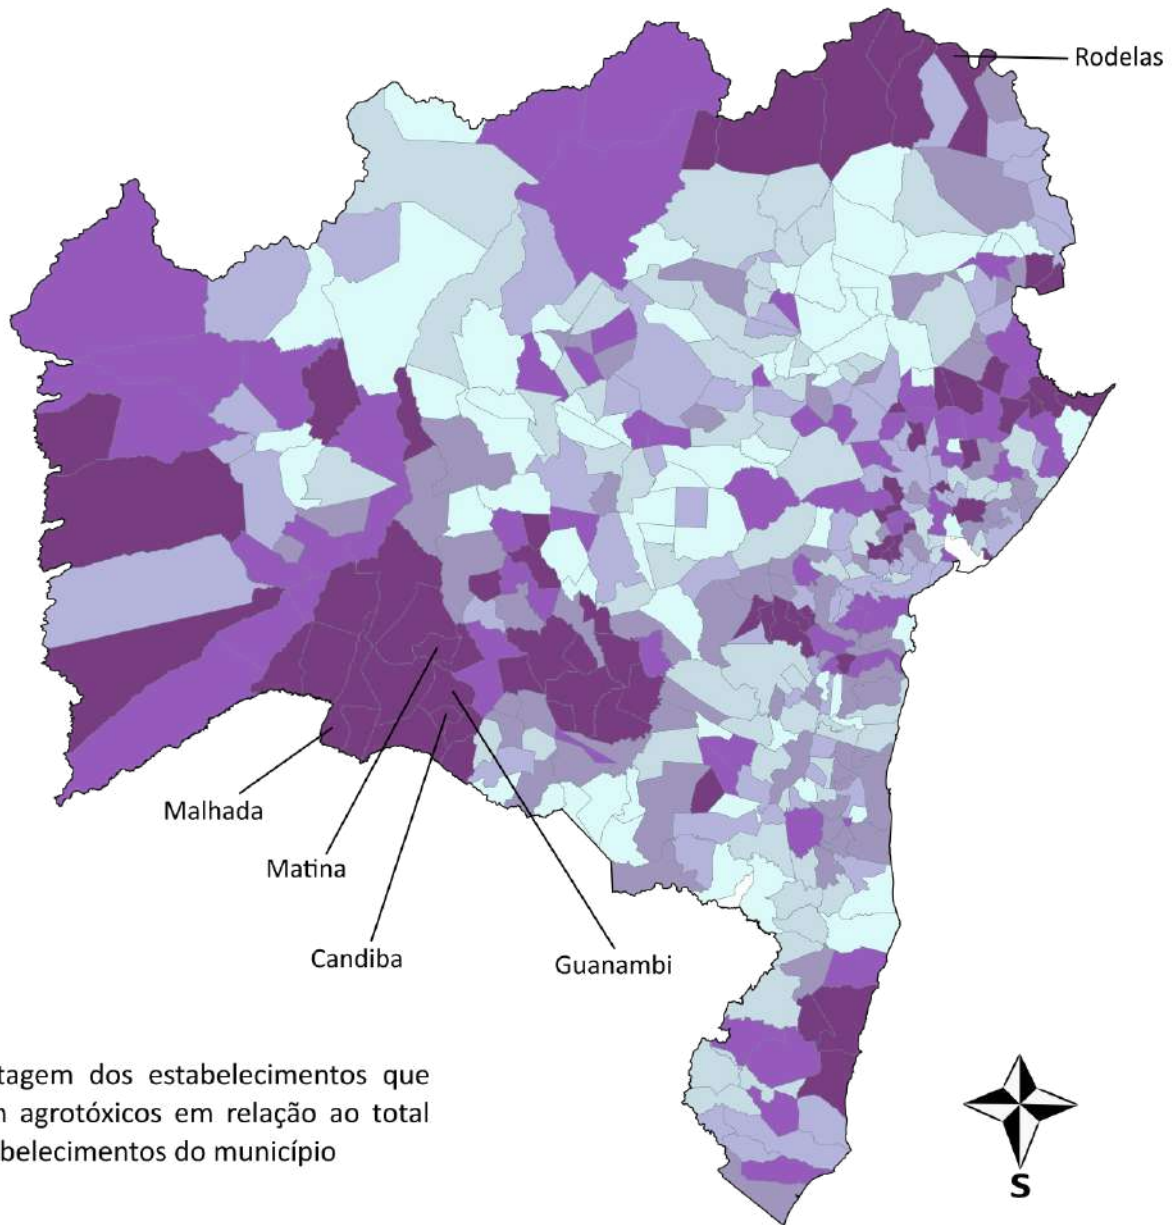 Rodelas
Malhada
Matina
Candiba
Guanambi
tagem dos estabelecimentos que
agrotóxicos em relação ao total
belecimentos do município
S